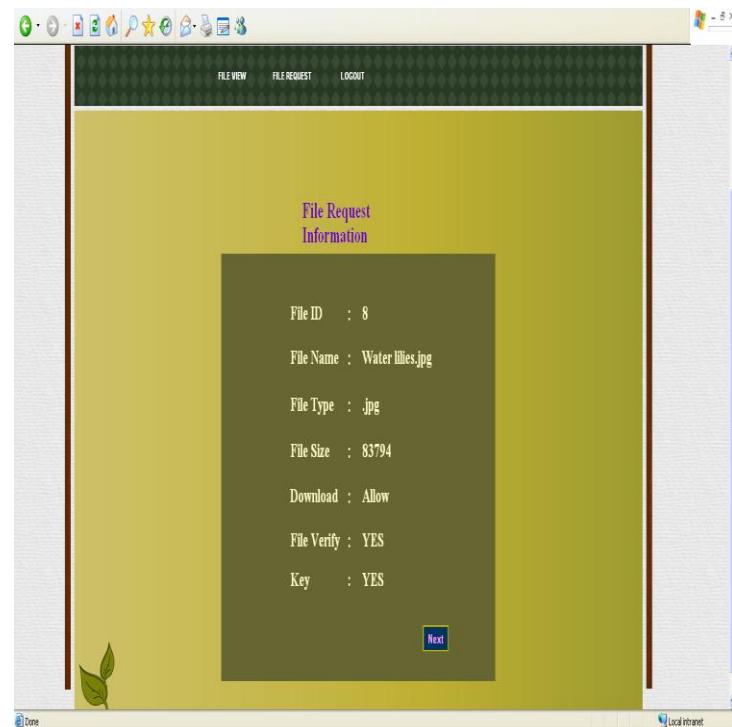 FILE VIEW FILE REQUEST LOGOUT
File Request
Information
File ID : 8
File Name : Water lilies.jpg
File Type : .jpg
File Size : 83794
Download : Allow
File Verify : YES
Key : YES
Next
Done Local intranet